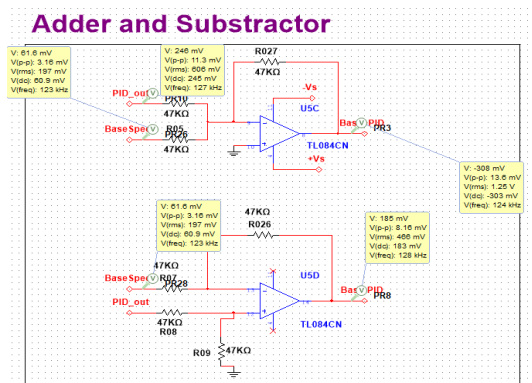 Adder and Substractor
V: 61.6 mV
V(p-p): 3.16 mV
V(rms): 197 mV
V(dc): 60.9 mV
V(freq): 123 kHz
V: 246 mV
V(p-p): 11.3 mV
V(rms): 606 mV
V(dc): 245 mV
V(freq): 127 kHz
R027
47KΩ
PID_out
PR10
47KΩ
BaseSpee
R05
PR26
47KΩ
-Vs
U5C
TL084CN
+Vs
PR3
V: -308 mV
V(p-p): 13.6 mV
V(rms): 1.25 V
V(dc): -303 mV
V(freq): 124 kHz
V: 61.6 mV
V(p-p): 3.16 mV
V(rms): 197 mV
V(dc): 60.9 mV
V(freq): 123 kHz
47KΩ
R026
V: 185 mV
V(p-p): 8.16 mV
V(rms): 466 mV
V(dc): 183 mV
V(freq): 128 kHz
47KΩ
BaseSpee
R07
PR28
PID_out
47KΩ
R08
U5D
TL084CN
PR8
R09
47KΩ